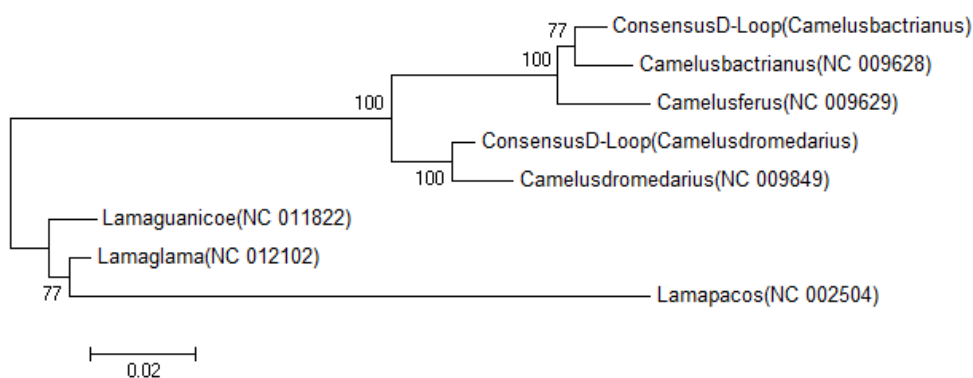 ConsensusD-Loop(Camelusbactrianus)
77
Camelusbactrianus(NC 009628)
100
Camelusferus(NC 009629)
100
ConsensusD-Loop(Camelusdromedarius)
100
Camelusdromedarius(NC 009849)
Lamaguanicoe(NC 011822)
Lamaglama(NC 012102)
77
Lamapacos(NC 002504)
0.02